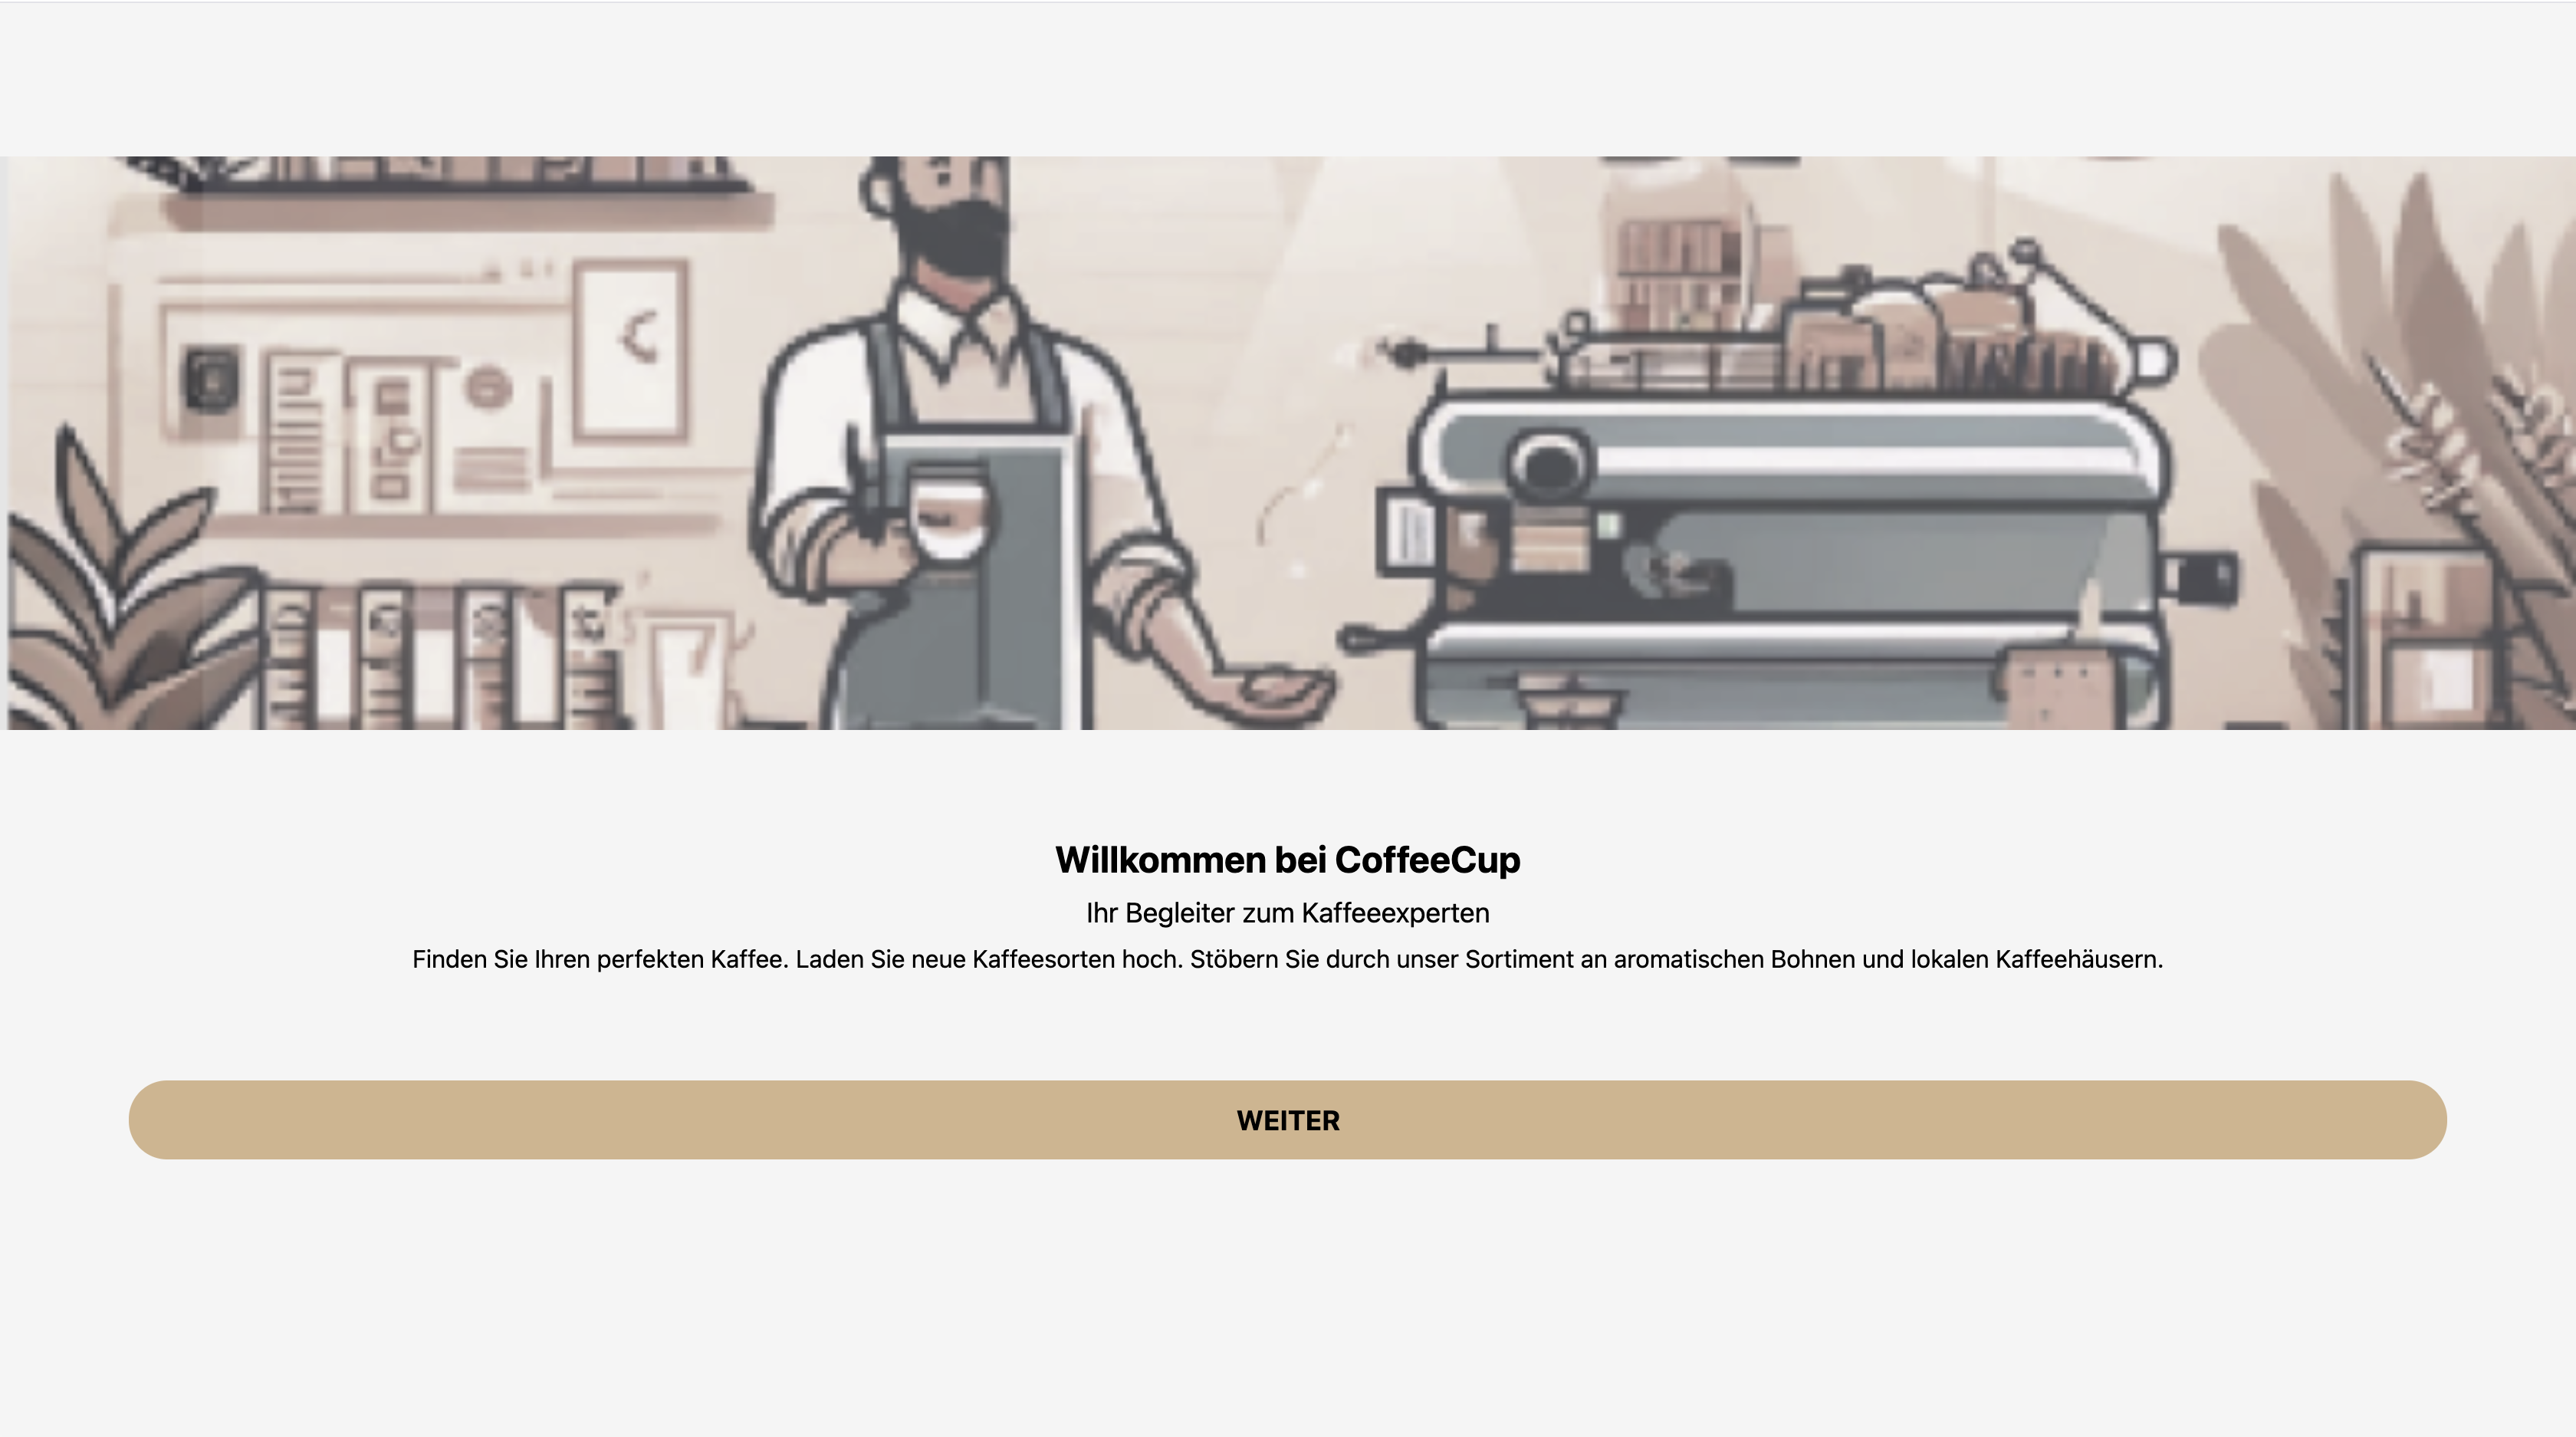 Willkommen bei CoffeeCup
Ihr Begleiter zum Kaffeeexperten
Finden Sie Ihren perfekten Kaffee. Laden Sie neue Kaffeesorten hoch. Stöbern Sie durch unser Sortiment an aromatischen Bohnen und lokalen Kaffeehäusern.
WEITER